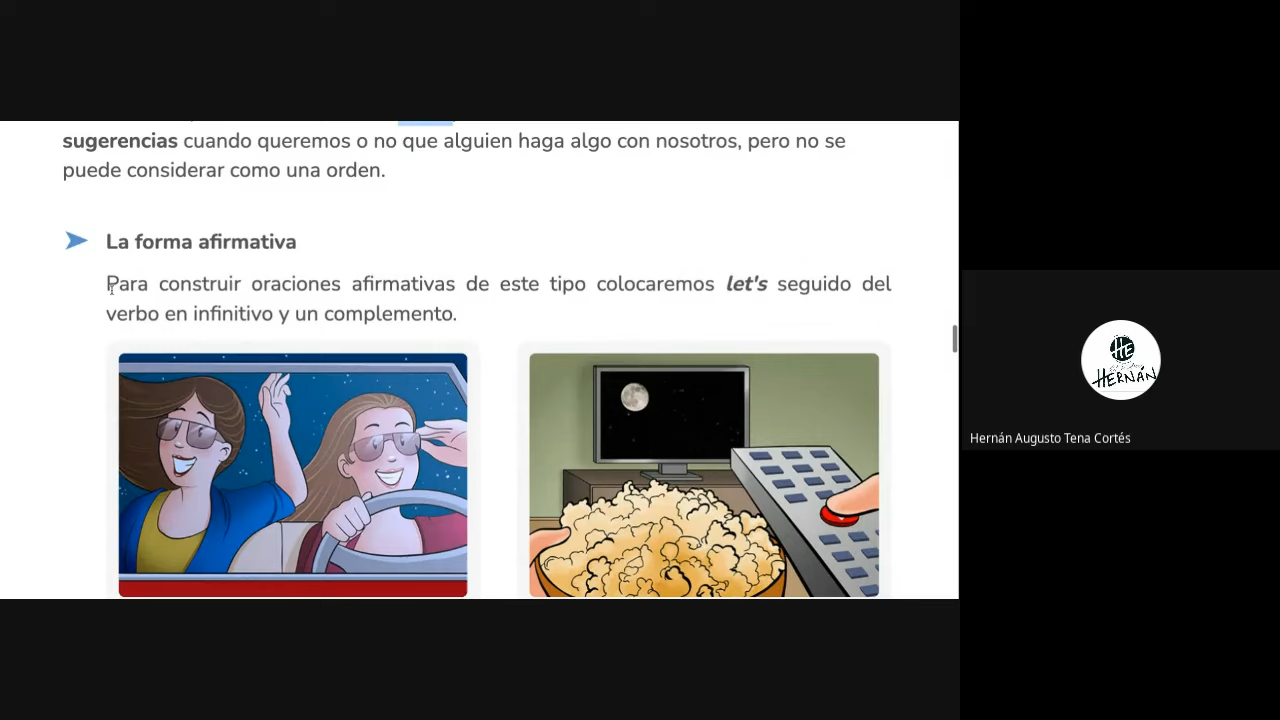 sugerencias cuando queremos o no que alguien haga algo con nosotros, pero no se
puede considerar como una orden.
La forma afirmativa
Para construir oraciones afirmativas de este tipo colocaremos let's seguido del
verbo en infinitivo y un complemento.
HE
HERNÁN
Hernán Augusto Tena Cortés